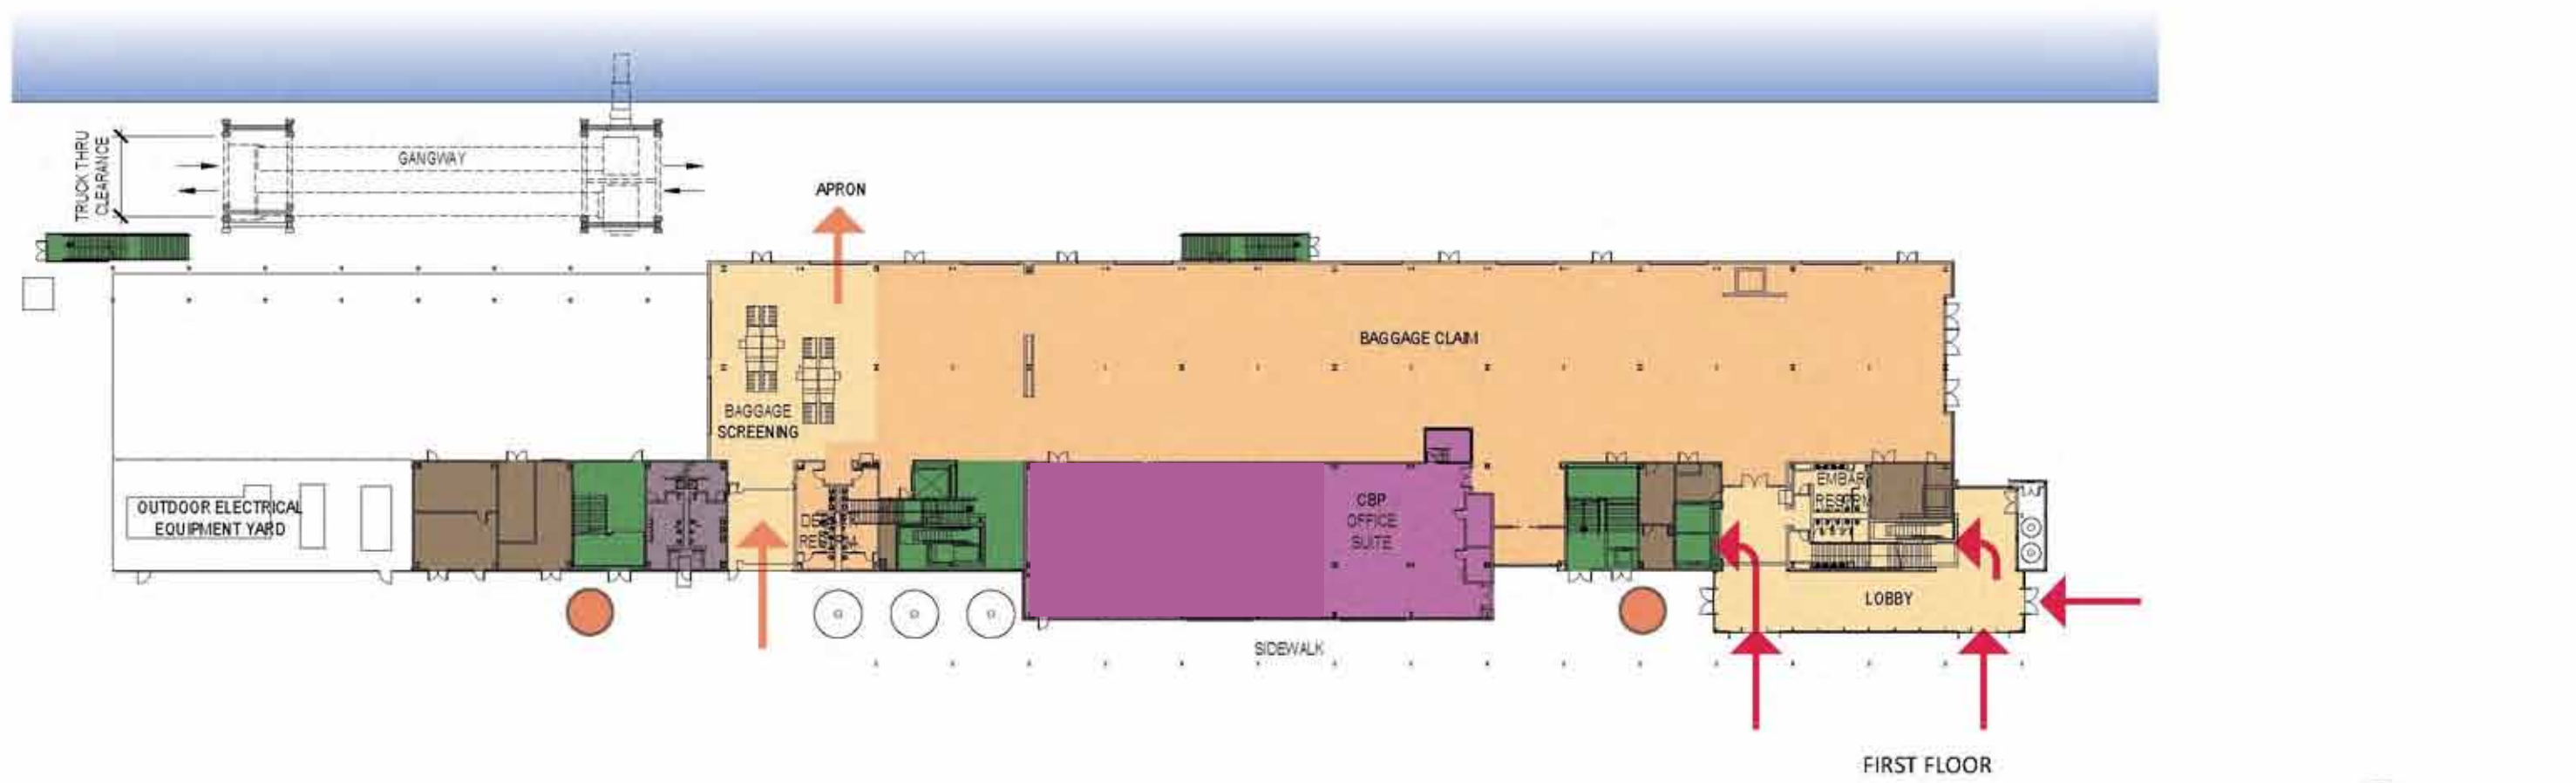 TRUCK THRU
CLEARANCE
GANGWAY
APRON
BAGGAGE CLAIM
BAGGAGE
SCREENING
OUTDOOR ELECTRICAL
EQUIPMENT YARD
CBP
OFFICE
SUITE
LOBBY
SIDEWALK
FIRST FLOOR